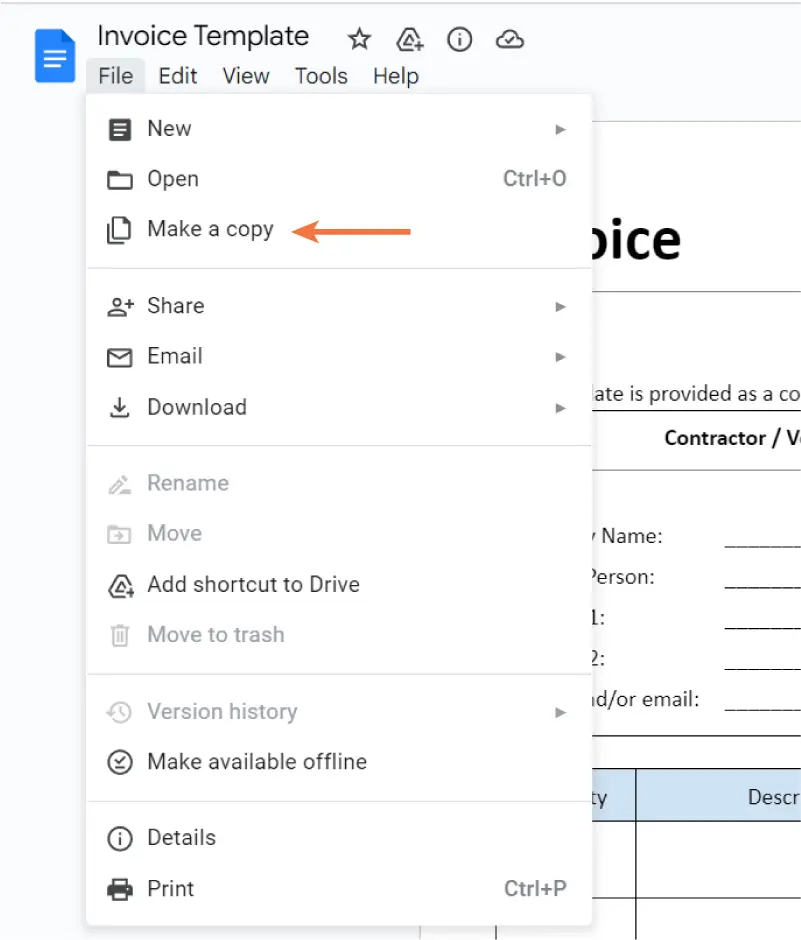 Invoice Template
File Edit View Tools Help
New
Open Ctrl+O
Make a copy
oice
Share
Email
Download
ate is provided as a co
Contractor / V
Rename
Move
y Name:
Add shortcut to Drive
Person:
Move to trash
1:
2:
Version history
nd/or email:
Make available offline
ty Descr
Details
Print Ctrl+P